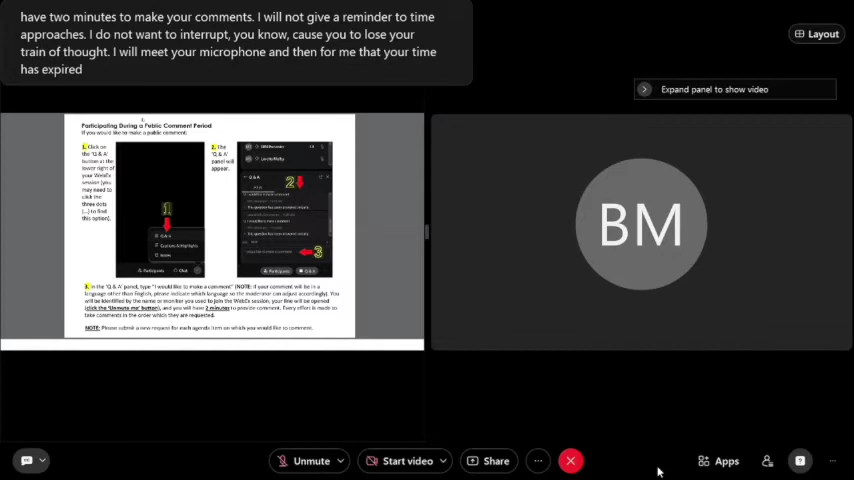 have two minutes to make your comments. I will not give a reminder to time
approaches. I do not want to interrupt, you know, cause you to lose your
train of thought. I will meet your microphone and then for me that your time
has expired
Layout
Expand panel to show video
Participating During a Public Comment Period
If you would like to make a public comment:
1. Click on
the 'Q & A'
button at the
lower right of
your WebEx
session (you
may need to
click the
three dots
(...) to find
this option).
1
Q & A
Notes
Participants
Chat
2. The
'Q & A'
panel will
appear.
Q & A
2
3
Participants
Q & A
3. In the 'Q & A' panel, type "I would like to make a comment" (NOTE: if your comment will be in a
language other than English, please indicate which language so the moderator can adjust accordingly). You
will be identified by the name or moniker you used to join the WebEx session, your line will be opened
(click the 'Unmute me' button), and you will have 2 minutes to provide comment. Every effort is made to
take comments in the order which they are requested.
NOTE: Please submit a new request for each agenda item on which you would like to comment.
BM
Unmute
Start video
Share
Apps